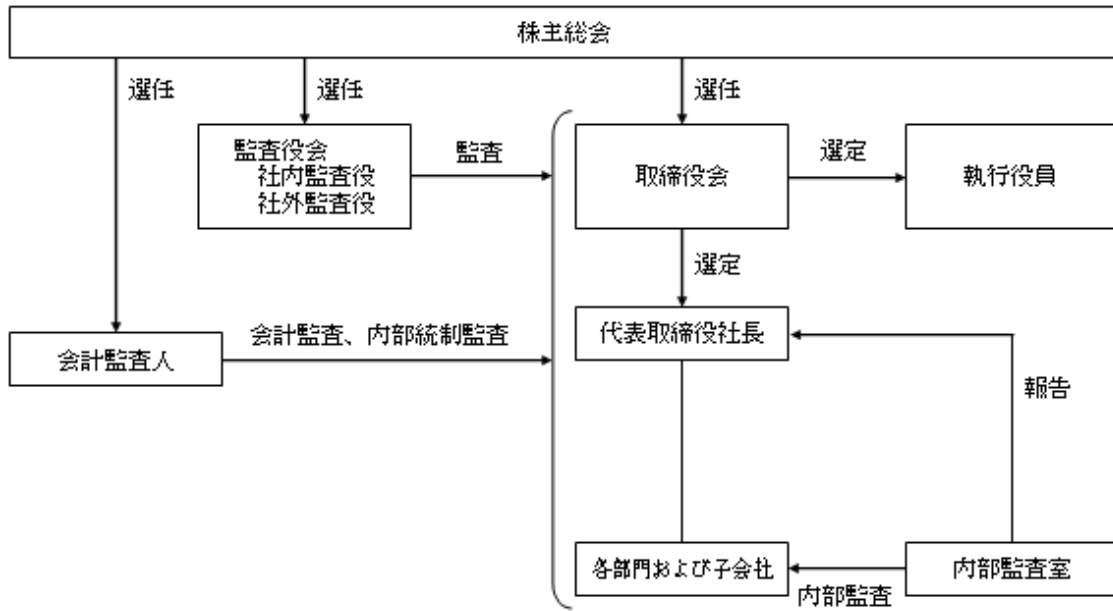 株主総会
選任
選任
選任
監査役会
社内監査役
社外監査役
監査
取締役会
選定
執行役員
選定
会計監査人
会計監査、内部統制監査
代表取締役社長
報告
各部門および子会社
内部監査
内部監査室